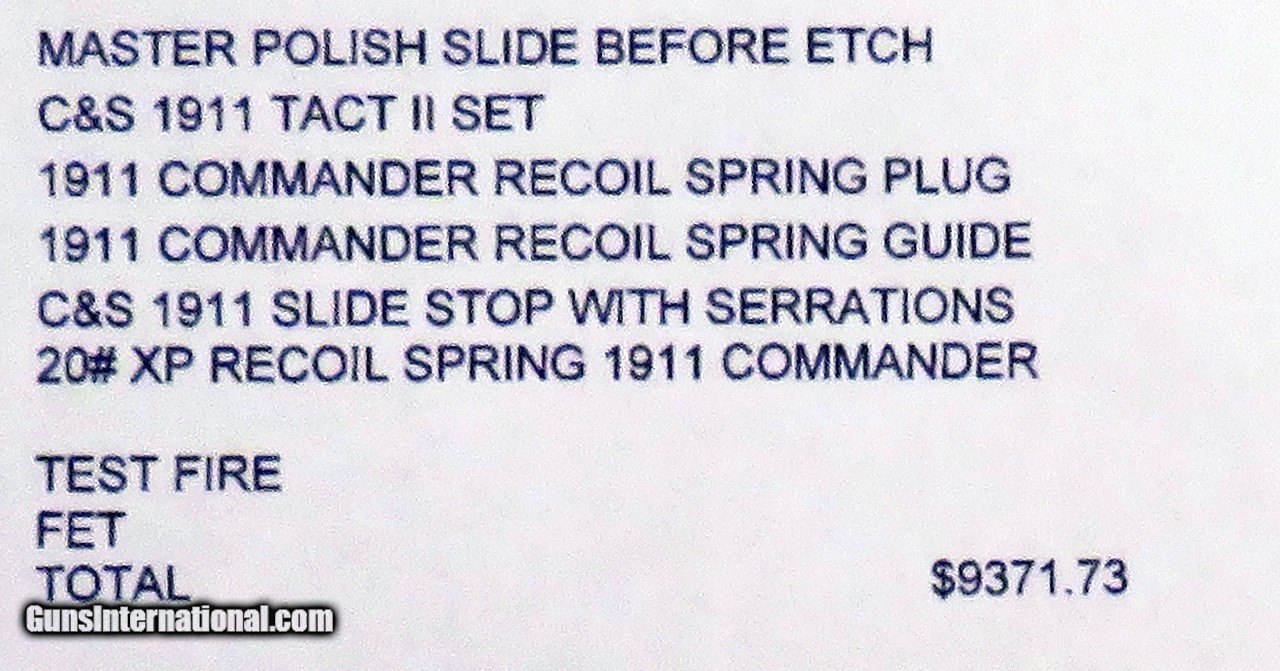 MASTER POLISH SLIDE BEFORE ETCH
C&S 1911 TACT II SET
1911 COMMANDER RECOIL SPRING PLUG
1911 COMMANDER RECOIL SPRING GUIDE
C&S 1911 SLIDE STOP WITH SERRATIONS
20# XP RECOIL SPRING 1911 COMMANDER
TEST FIRE
FET
TOTAL $9371.73
GunsInternational.com